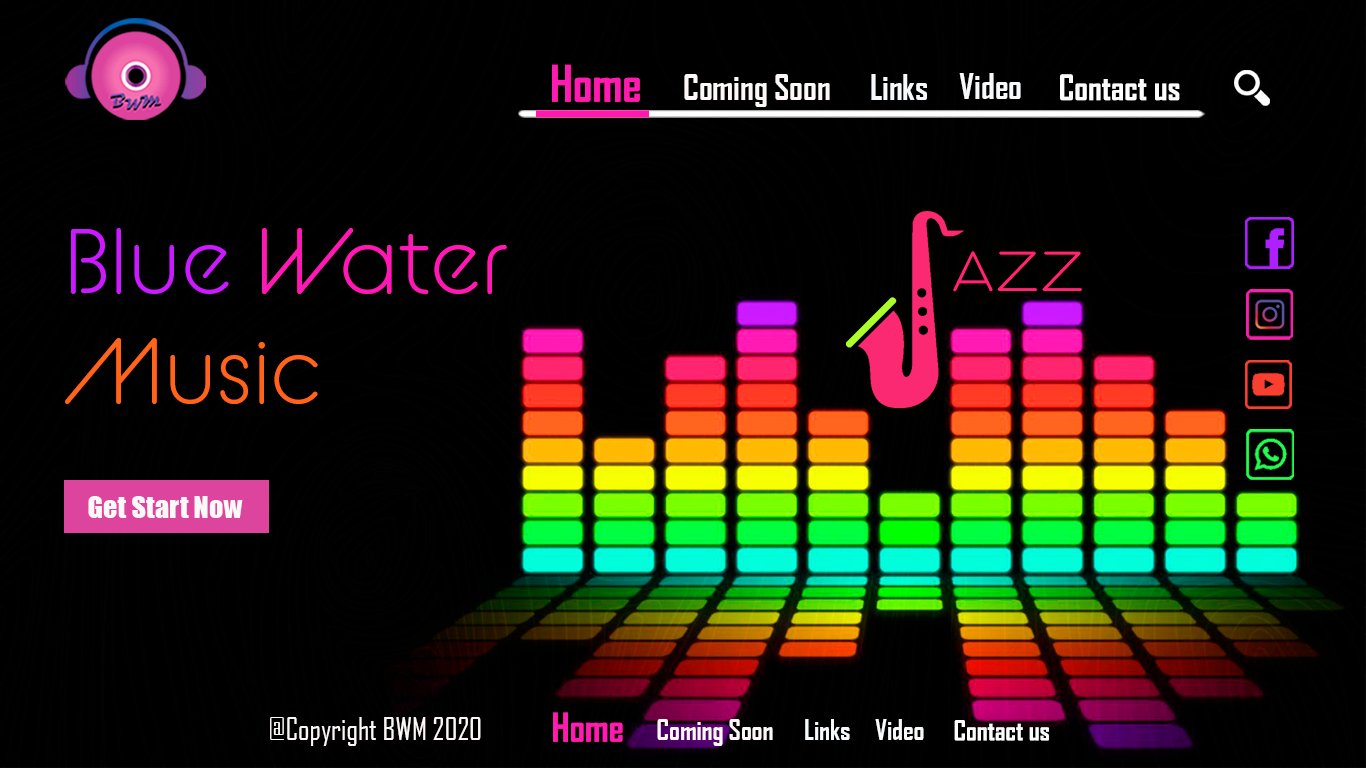 BWM
Home Coming Soon Links Video Contact us
Blue Water
Music
JAZZ
Get Start Now
@Copyright BWM 2020
Home Coming Soon Links Video Contact us